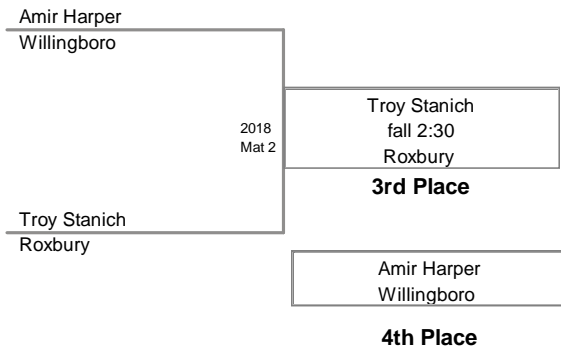 Amir Harper
Willingboro
2018
Mat 2
Troy Stanich
fall 2:30
Roxbury
3rd Place
Troy Stanich
Roxbury
Amir Harper
Willingboro
4th Place